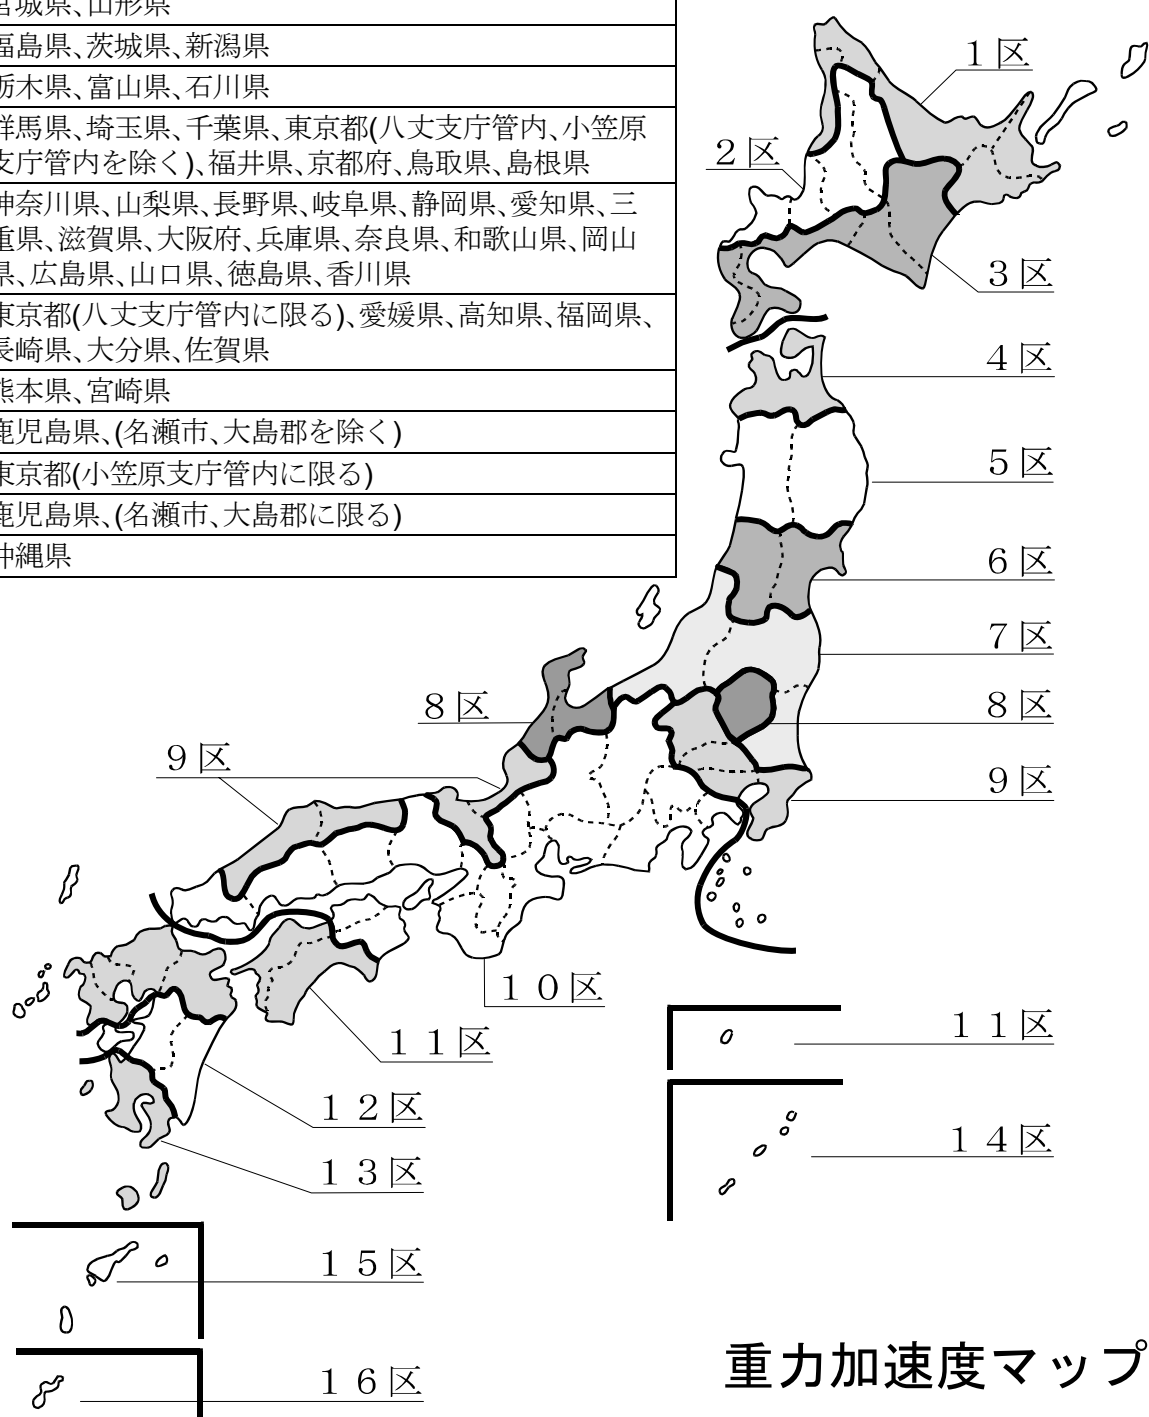 宮城県、山形県
福島県、茨城県、新潟県
栃木県、富山県、石川県
群馬県、埼玉県、千葉県、東京都(八丈支庁管内、小笠原
支庁管内を除く)、福井県、京都府、鳥取県、島根県
神奈川県、山梨県、長野県、岐阜県、静岡県、愛知県、三
重県、滋賀県、大阪府、兵庫県、奈良県、和歌山県、岡山
県、広島県、山口県、徳島県、香川県
東京都(八丈支庁管内に限る)、愛媛県、高知県、福岡県、
長崎県、大分県、佐賀県
熊本県、宮崎県
鹿児島県、(名瀬市、大島郡を除く)
東京都(小笠原支庁管内に限る)
鹿児島県、(名瀬市、大島郡に限る)
沖縄県
1区
2区
3区
4区
5区
6区
7区
8区
8区
9区
9区
10区
11区
11区
12区
13区
14区
15区
16区
重力加速度マップ